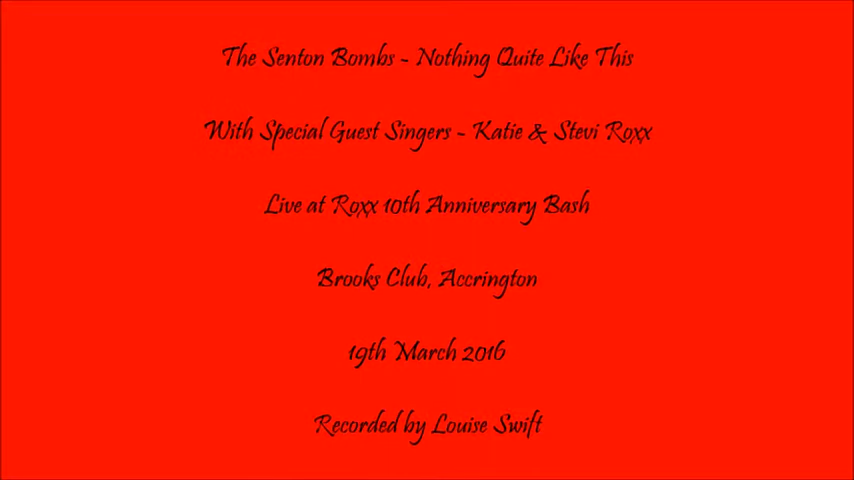 The Senton Bombs - Nothing Quite Like This
With Special Guest Singers - Katie & Stevi Roxx
Live at Roxx 10th Anniversary Bash
Brooks Club, Accrington
19th March 2016
Recorded by Louise Swift